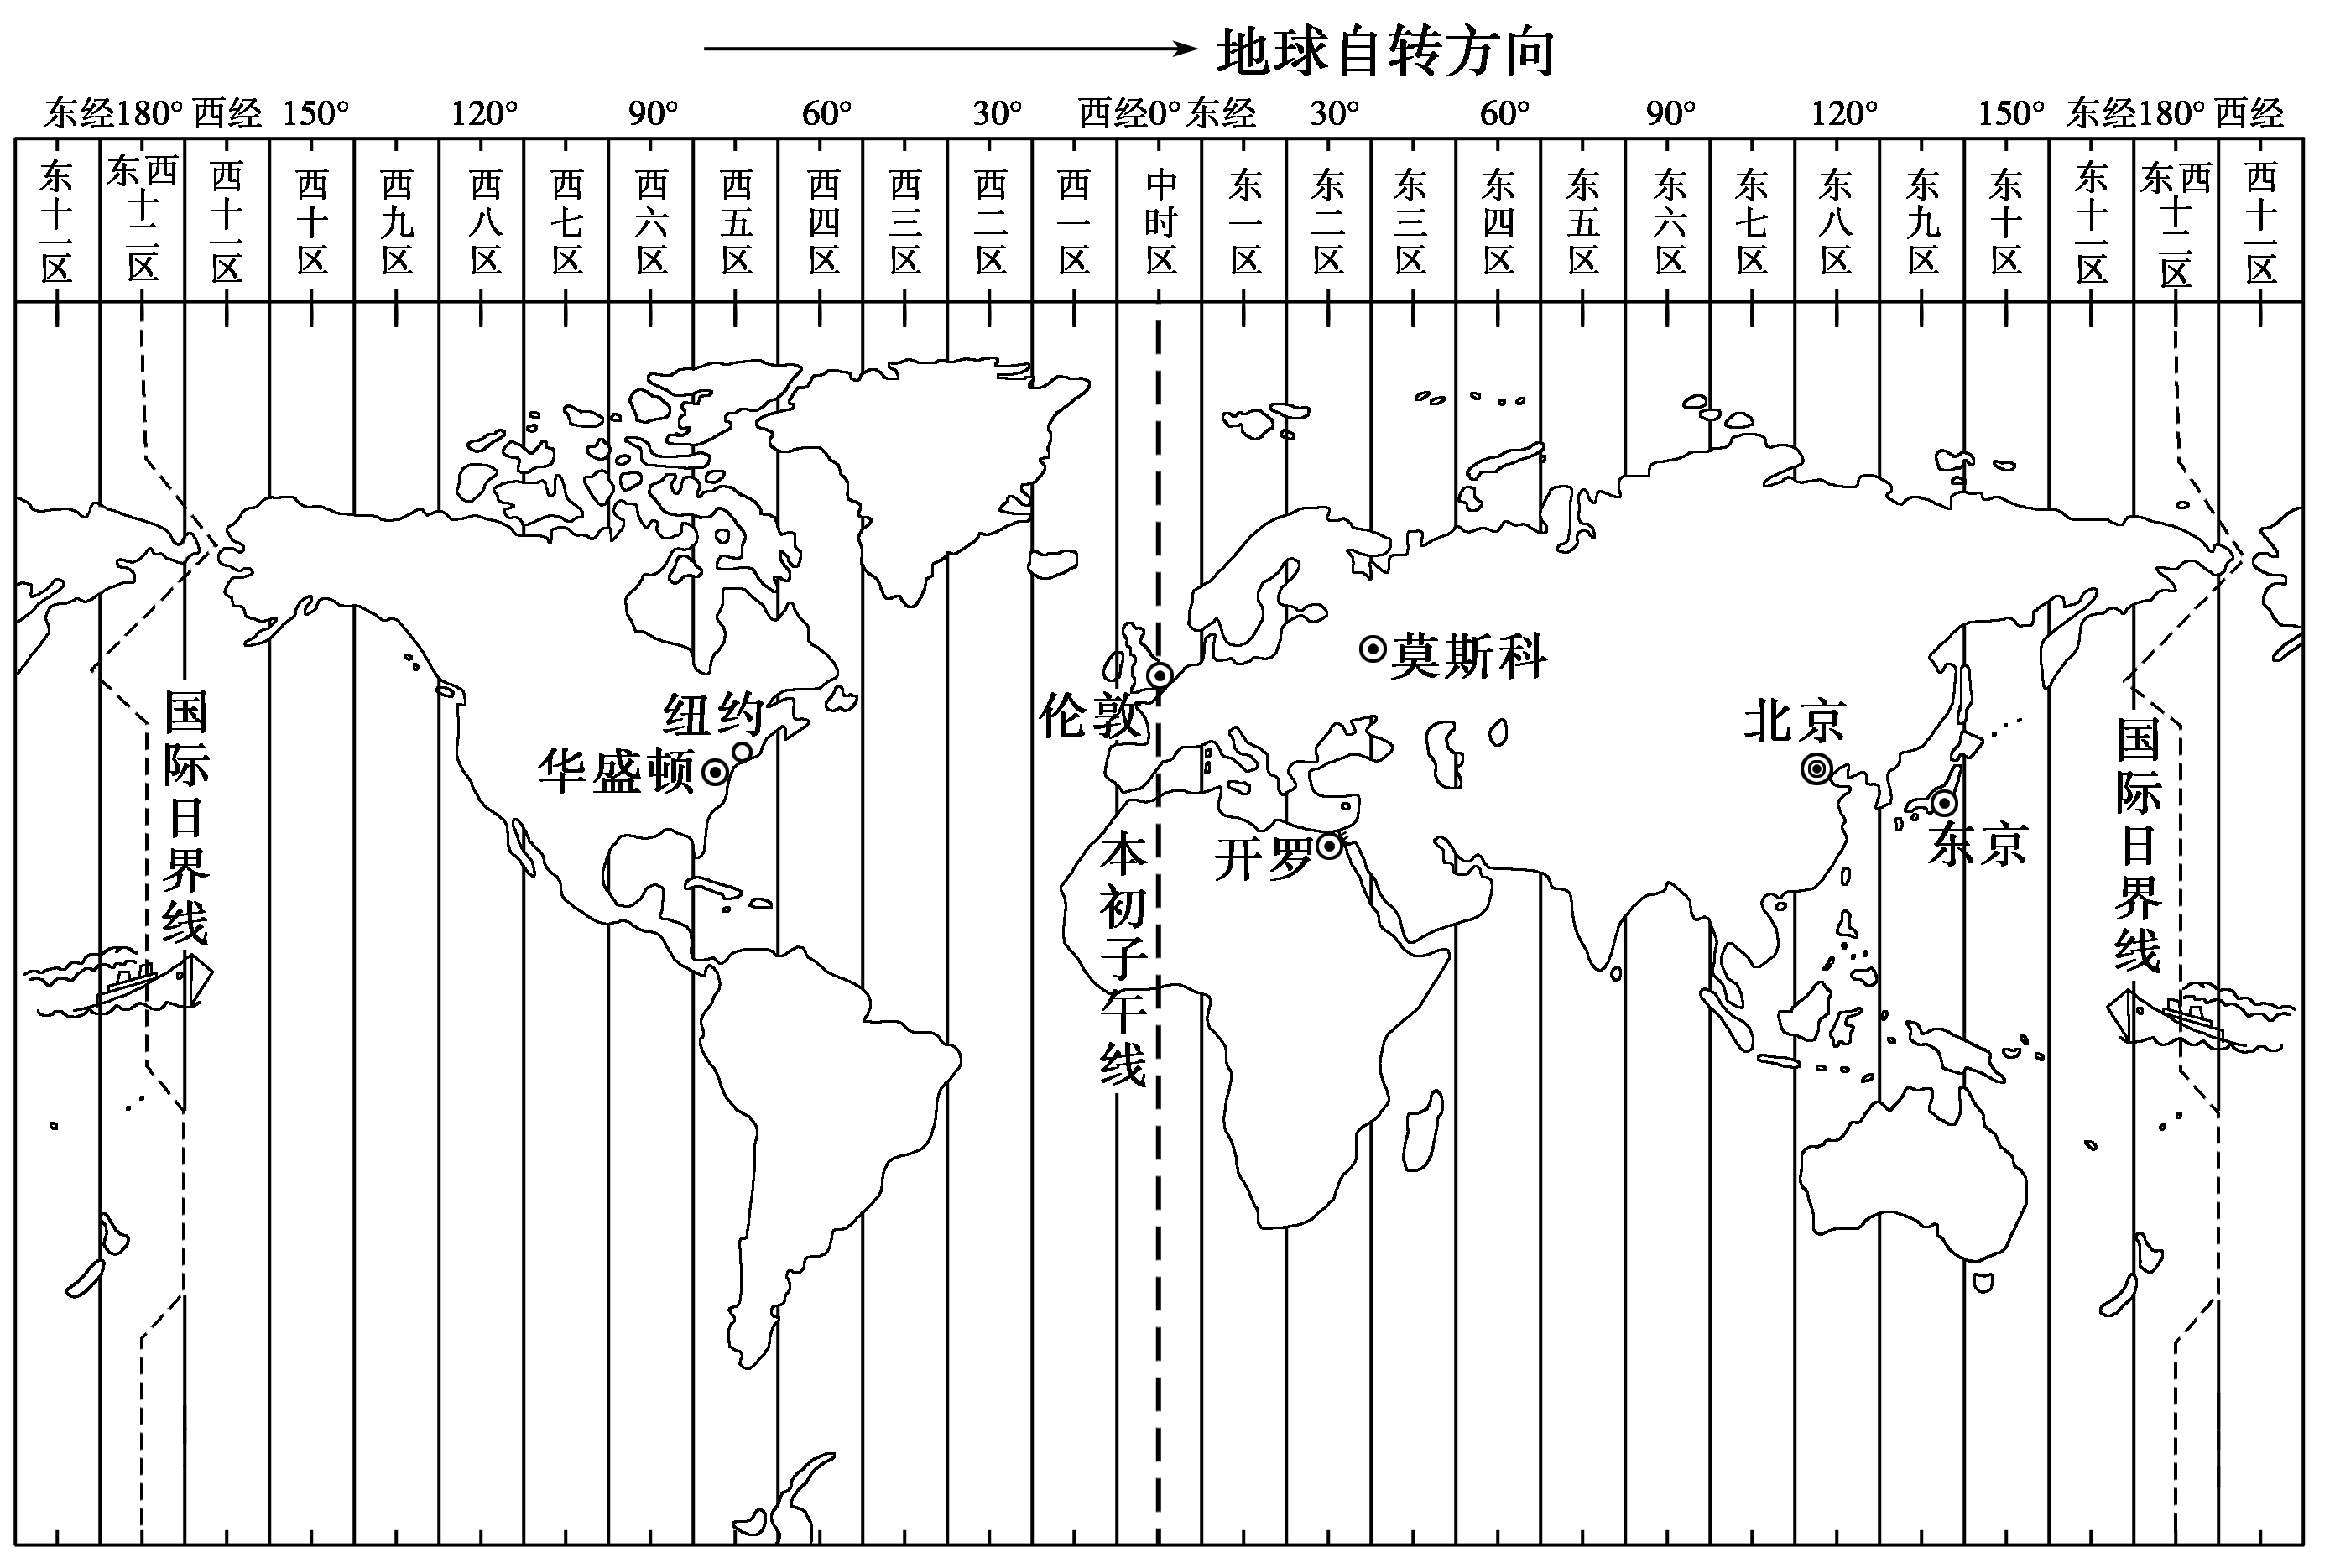 地球自转方向
东经180° 西经 150° 120° 90° 60° 30° 西经0° 东经 30° 60° 90° 120° 150° 东经180° 西经
东十一区
东西十二区
西十一区
西十区
西九区
西八区
西七区
西六区
西五区
西四区
西三区
西二区
西一区
中时区
东一区
东二区
东三区
东四区
东五区
东六区
东七区
东八区
东九区
东十区
东十一区
东西十二区
西十一区
莫斯科
纽约
伦敦
北京
华盛顿
开罗
东京
国际日界线
本初子午线
国际日界线